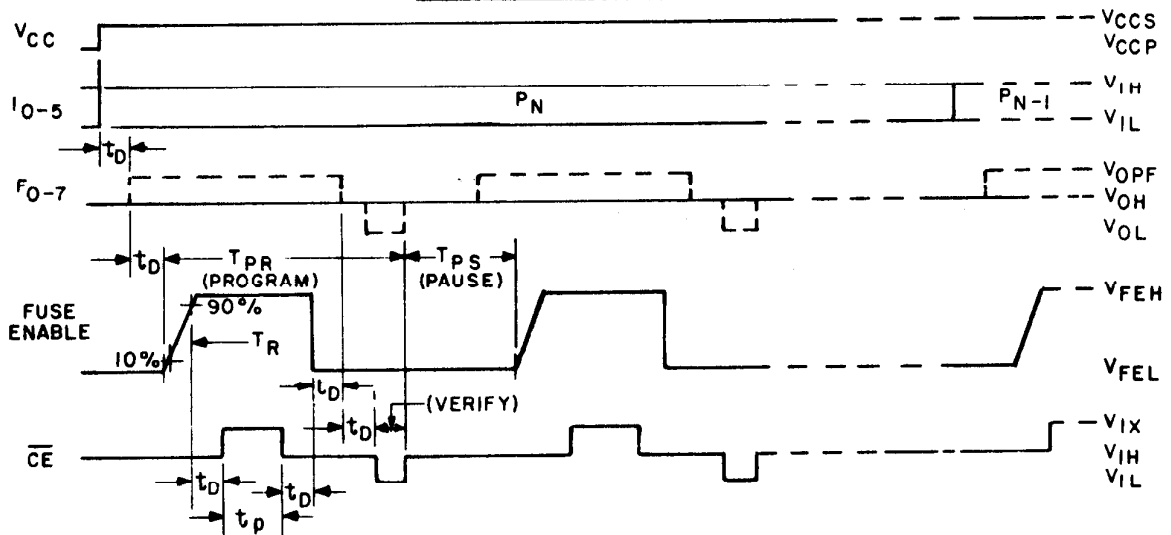 VCC
VCCS
VCCP
I0-5
PN
PN-1
VIH
VIL
tD
F0-7
VOPF
VOH
VOL
tD
TPR
(PROGRAM)
TPS
(PAUSE)
FUSE
ENABLE
90%
10%
TR
VFEH
VFEL
tD
tD
(VERIFY)
CE
VIX
VIH
VIL
tD
tD
tp